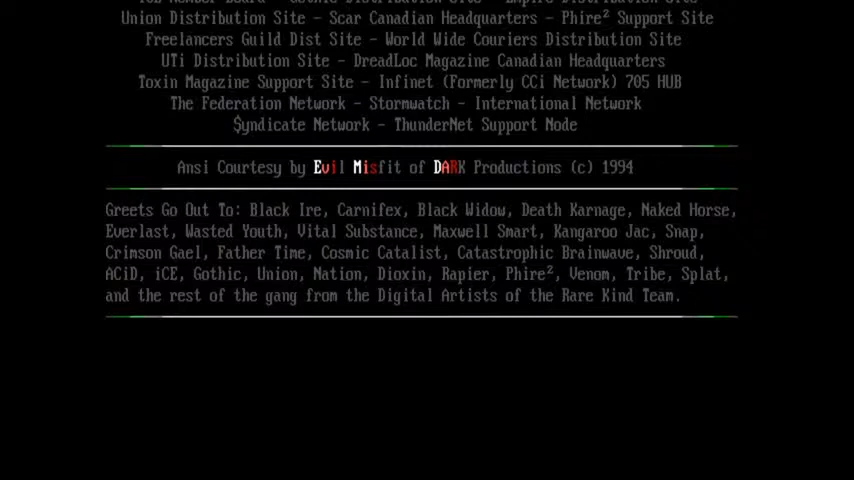 Union Distribution Site - Scar Canadian Headquarters - Phire² Support Site
Freelancers Guild Dist Site - World Wide Couriers Distribution Site
UTi Distribution Site - DreadLoc Magazine Canadian Headquarters
Toxin Magazine Support Site - Infinet (Formerly CCi Network) 705 HUB
The Federation Network - Stormwatch - International Network
$yndicate Network - ThunderNet Support Node
Ansi Courtesy by Evil Misfit of DARK Productions (c) 1994
Greets Go Out To: Black Ire, Carnifex, Black Widow, Death Karnage, Naked Horse,
Everlast, Wasted Youth, Vital Substance, Maxwell Smart, Kangaroo Jac, Snap,
Crimson Gael, Father Time, Cosmic Catalist, Catastrophic Brainwave, Shroud,
ACiD, iCE, Gothic, Union, Nation, Dioxin, Rapier, Phire², Venom, Tribe, Splat,
and the rest of the gang from the Digital Artists of the Rare Kind Team.